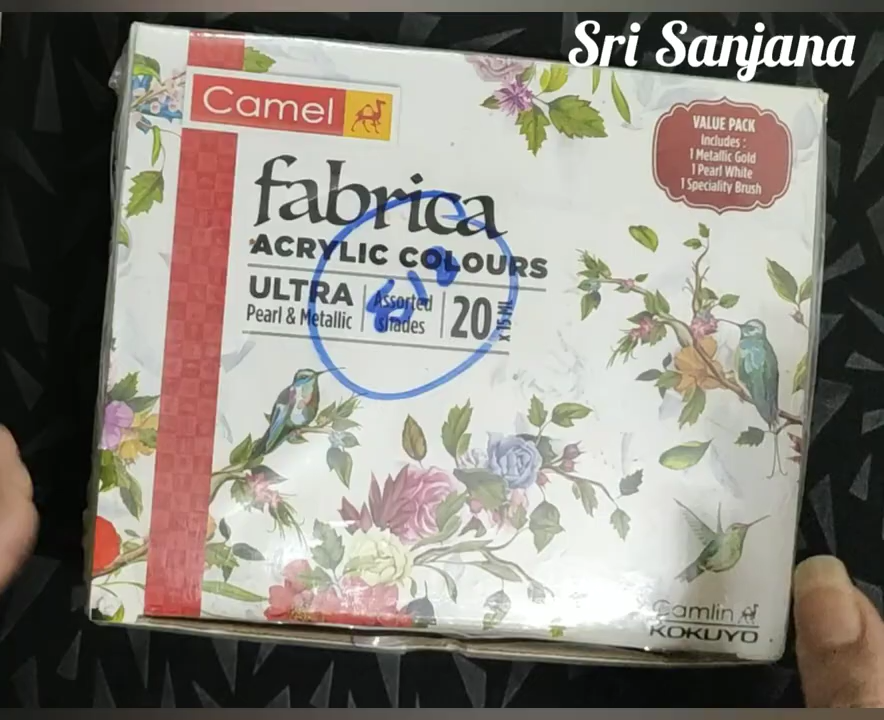 Sri Sanjana
Camel
VALUE PACK
Includes :
1 Metallic Gold
1 Pearl White
1 Speciality Brush
fabrica
ACRYLIC COLOURS
ULTRA
Pearl & Metallic
Assorted
shades
20
x 15 ML
Camlin
KOKUYO